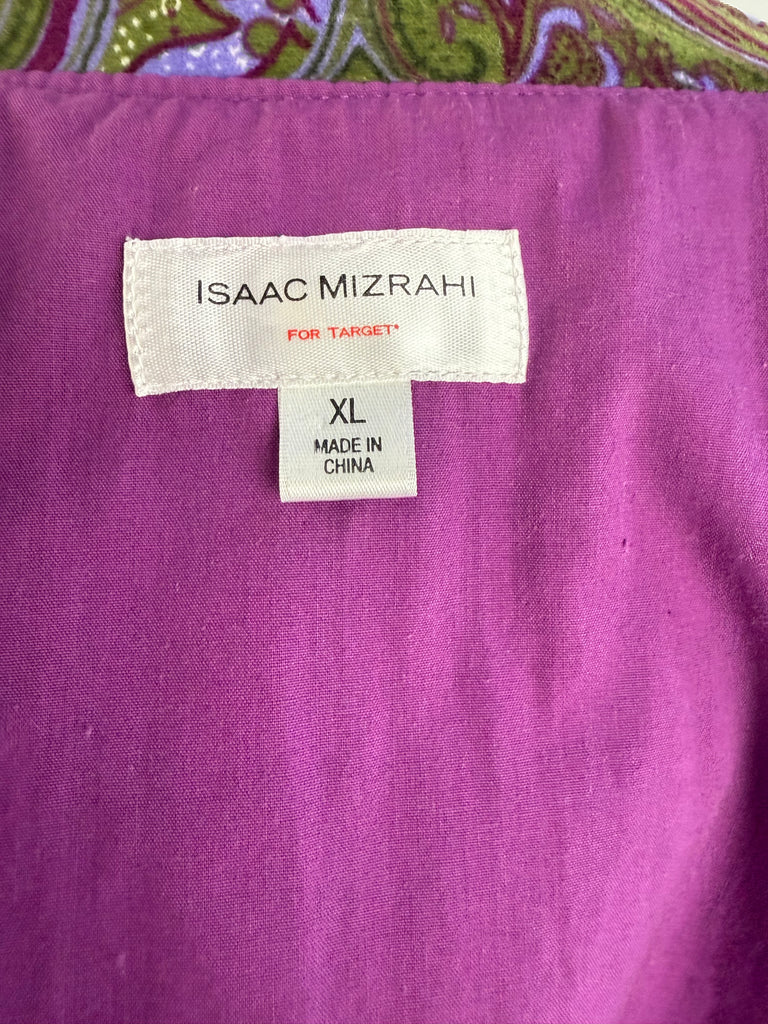 ISAAC MIZRAHI
FOR TARGET*
XL
MADE IN
CHINA